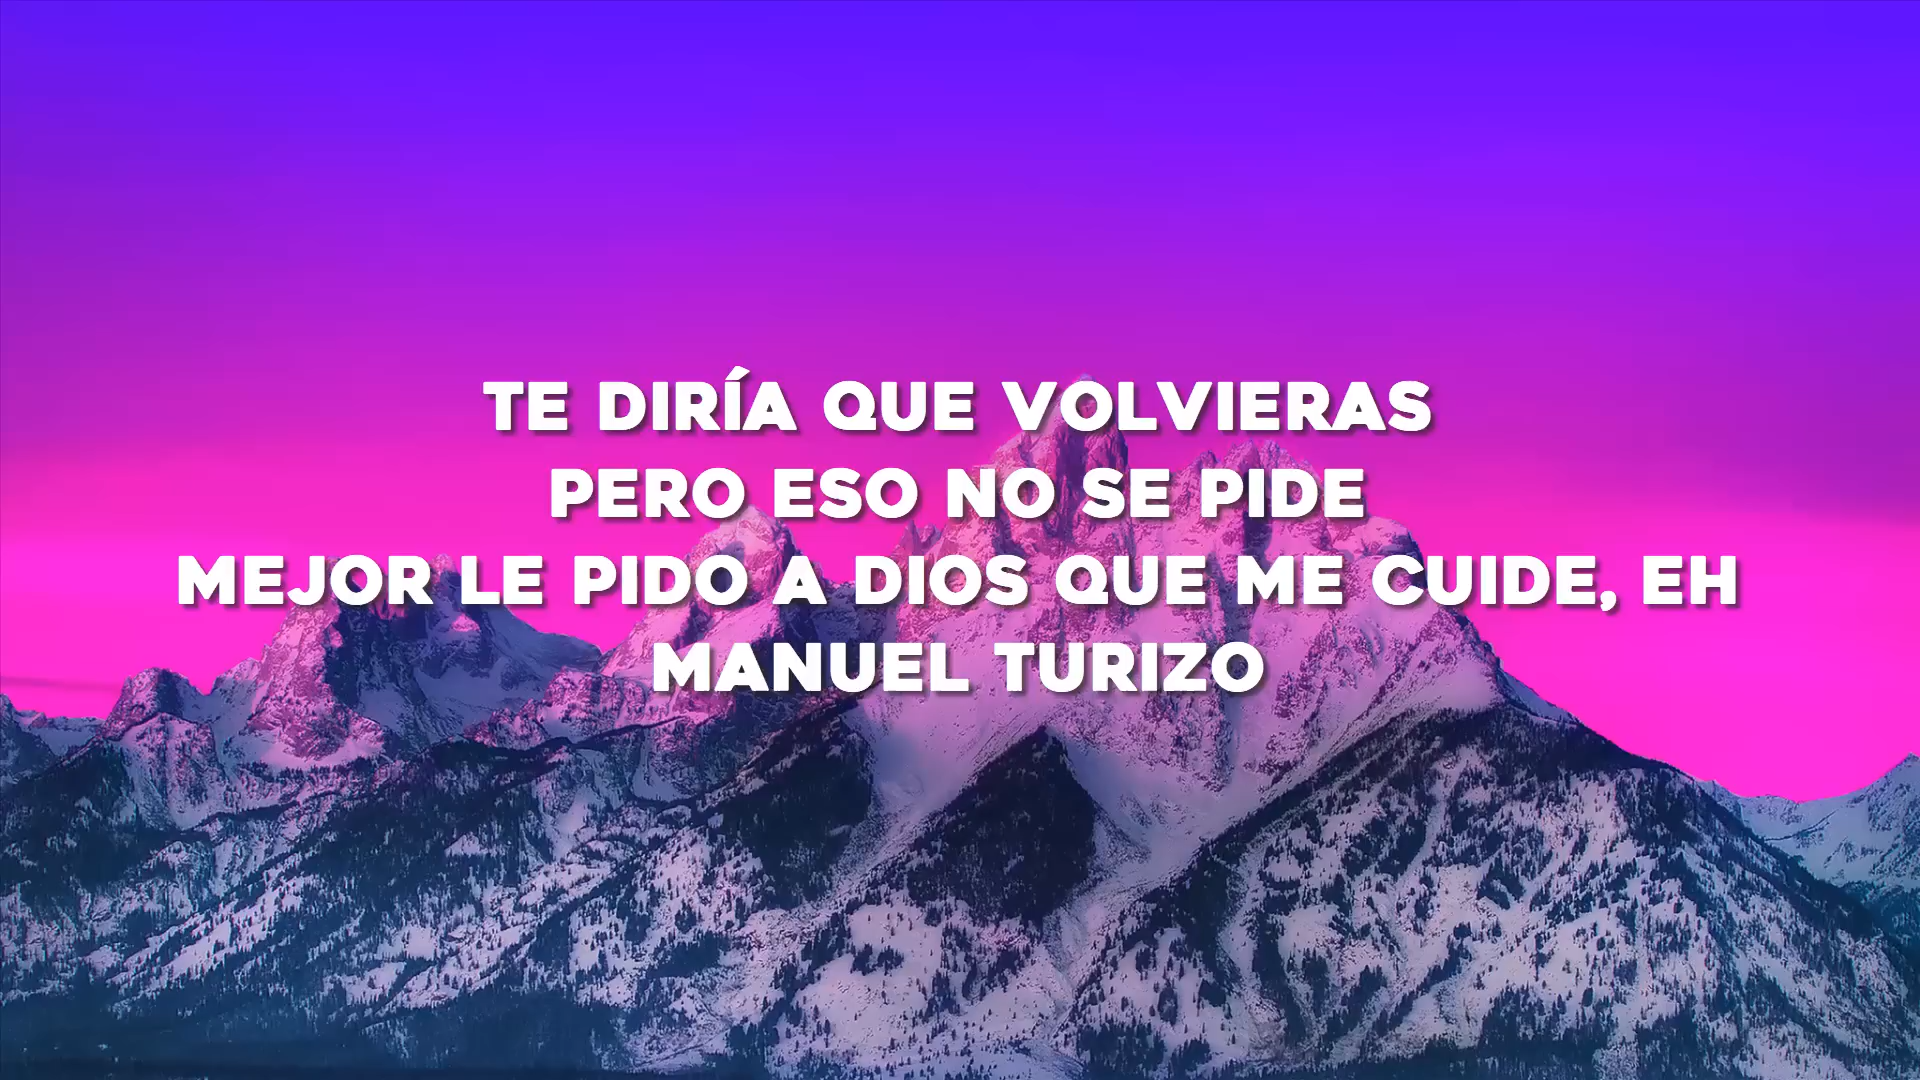 TE DIRÍA QUE VOLVIERAS
PERO ESO NO SE PIDE
MEJOR LE PIDO A DIOS QUE ME CUIDE, EH
MANUEL TURIZO